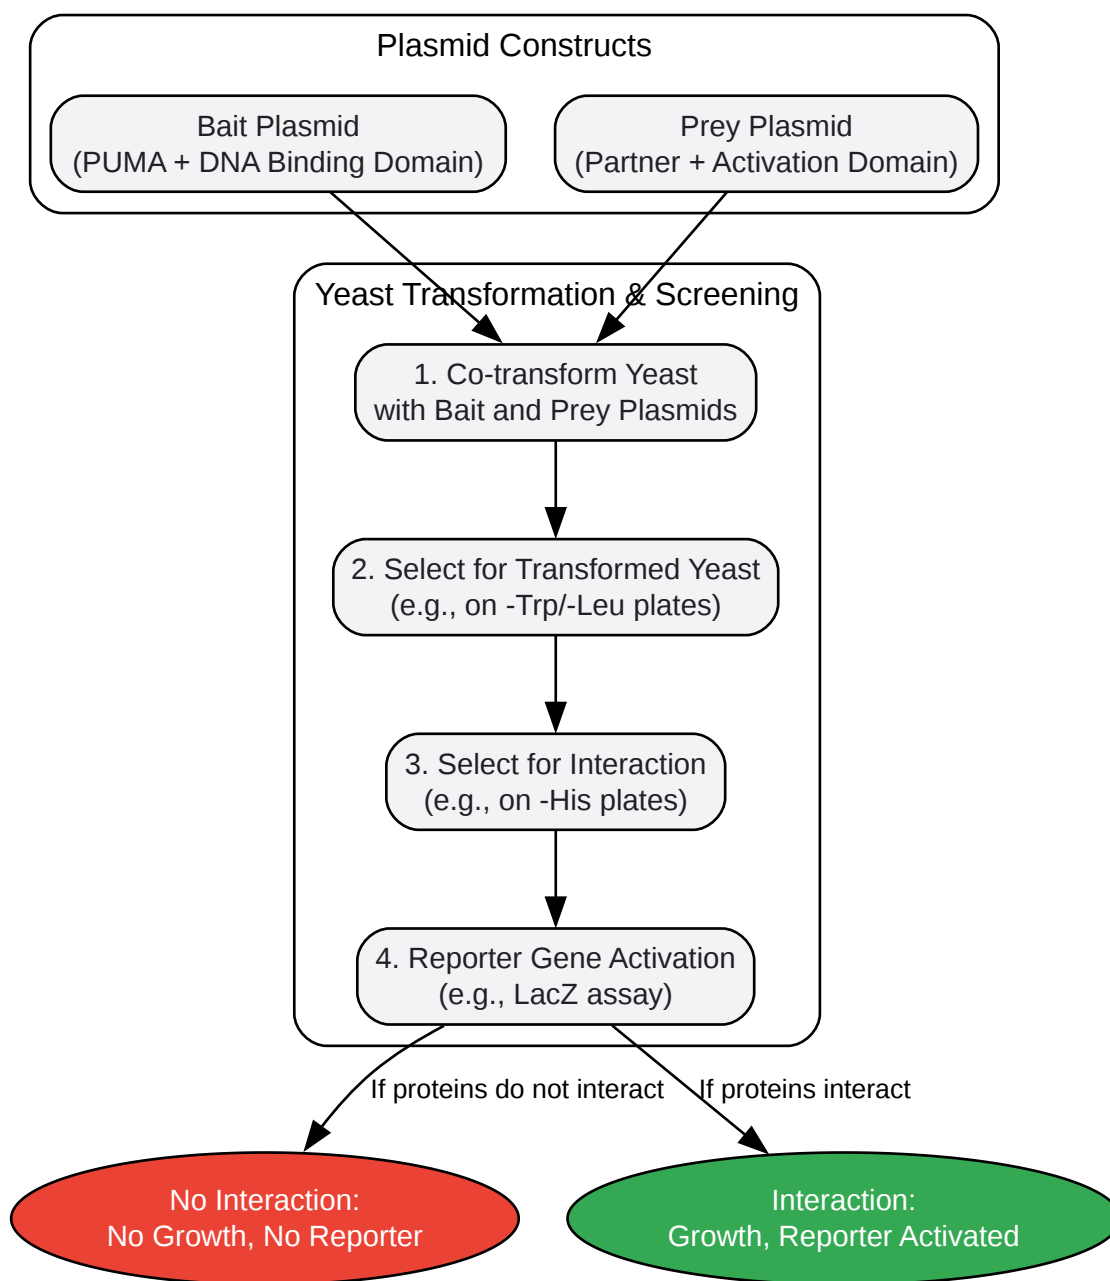 Plasmid Constructs
Bait Plasmid
(PUMA + DNA Binding Domain)
Prey Plasmid
(Partner + Activation Domain)
Yeast Transformation & Screening
1. Co-transform Yeast
with Bait and Prey Plasmids
2. Select for Transformed Yeast
(e.g., on -Trp/-Leu plates)
3. Select for Interaction
(e.g., on -His plates)
4. Reporter Gene Activation
(e.g., LacZ assay)
If proteins do not interact
If proteins interact
No Interaction:
No Growth, No Reporter
Interaction:
Growth, Reporter Activated